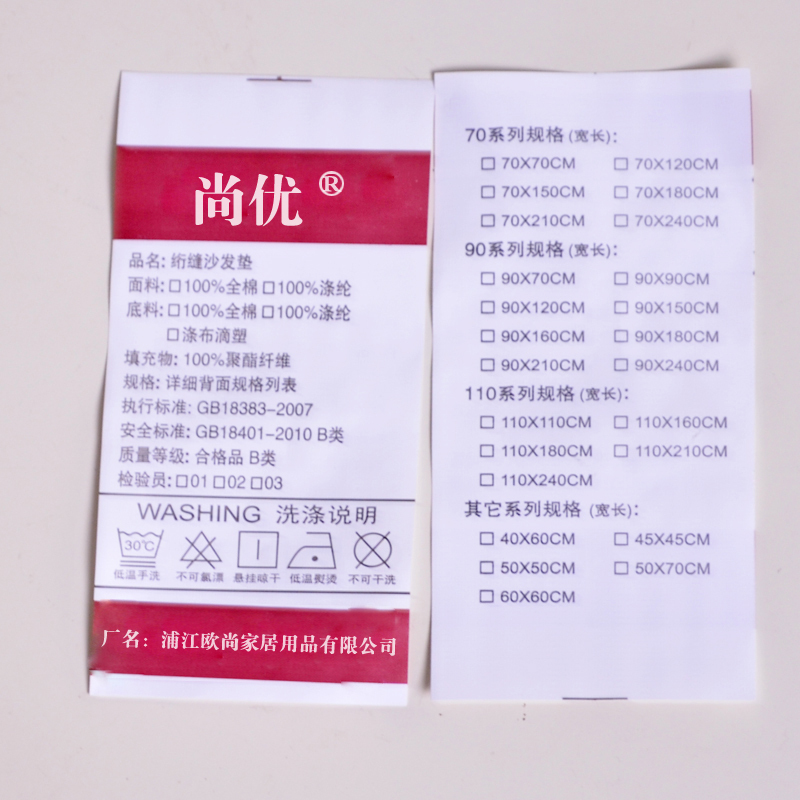 尚优®
品名: 绗缝沙发垫
面料: □100%全棉 □100%涤纶
底料: □100%全棉 □100%涤纶
□涤布滴塑
填充物: 100%聚酯纤维
规格: 详细背面规格列表
执行标准: GB18383-2007
安全标准: GB18401-2010 B类
质量等级: 合格品 B类
检验员: □01 □02 □03
WASHING 洗涤说明
30℃
低温手洗 不可氯漂 悬挂晾干 低温熨烫 不可干洗
厂名：浦江欧尚家居用品有限公司
70系列规格 (宽长):
□ 70X70CM □ 70X120CM
□ 70X150CM □ 70X180CM
□ 70X210CM □ 70X240CM
90系列规格 (宽长):
□ 90X70CM □ 90X90CM
□ 90X120CM □ 90X150CM
□ 90X160CM □ 90X180CM
□ 90X210CM □ 90X240CM
110系列规格 (宽长):
□ 110X110CM □ 110X160CM
□ 110X180CM □ 110X210CM
□ 110X240CM
其它系列规格 (宽长):
□ 40X60CM □ 45X45CM
□ 50X50CM □ 50X70CM
□ 60X60CM